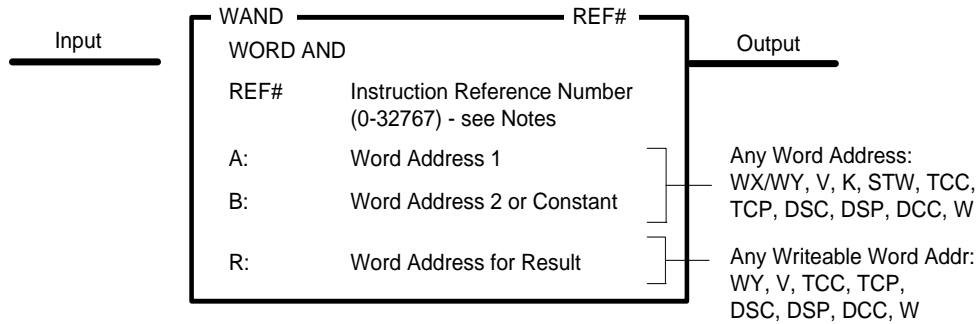 WAND REF#
Input
WORD AND
Output
REF# Instruction Reference Number
(0-32767) - see Notes
A: Word Address 1
B: Word Address 2 or Constant
Any Word Address:
WX/WY, V, K, STW, TCC,
TCP, DSC, DSP, DCC, W
R: Word Address for Result
Any Writeable Word Addr:
WY, V, TCC, TCP,
DSC, DSP, DCC, W